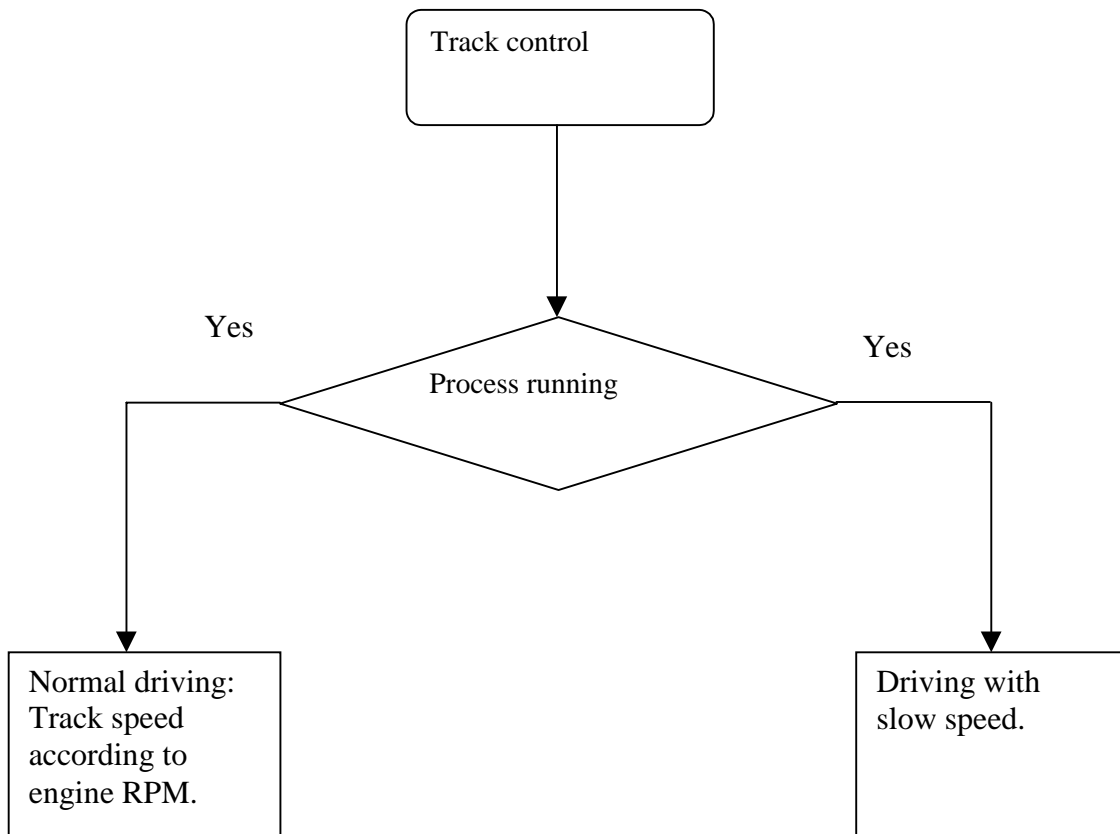 Track control
Yes
Yes
Process running
Normal driving:
Track speed
according to
engine RPM.
Driving with
slow speed.